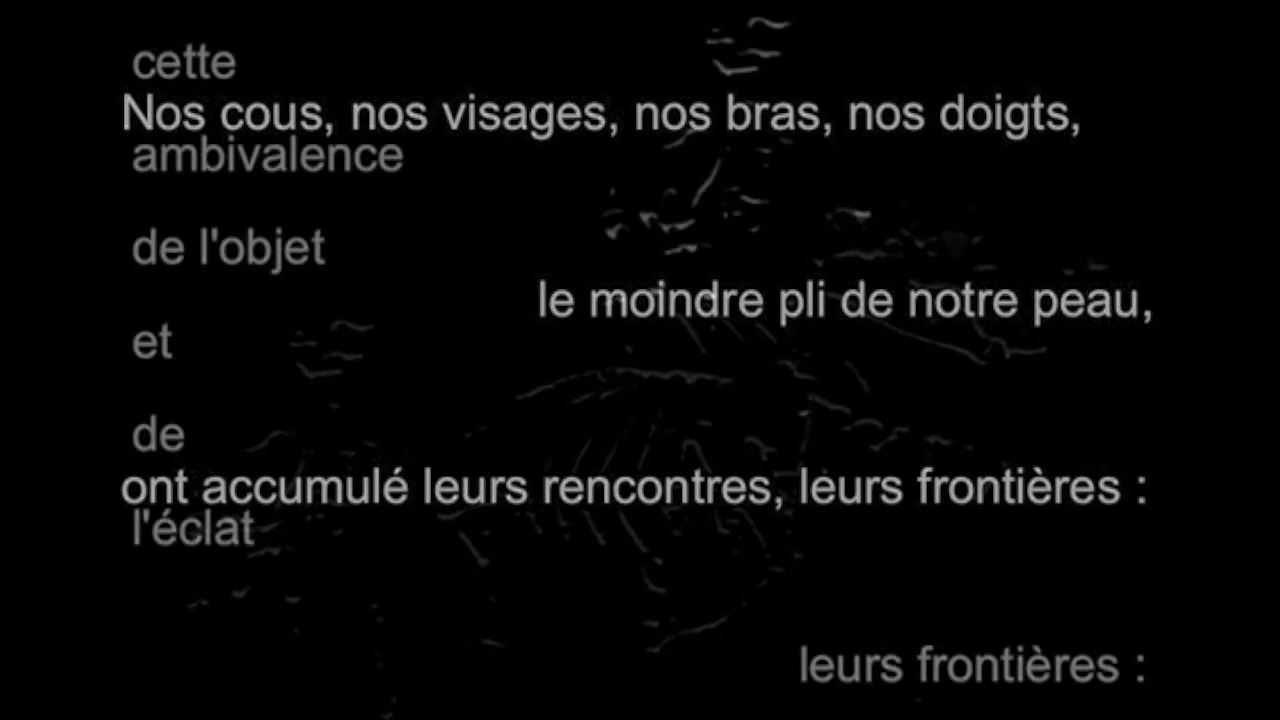 cette
Nos cous, nos visages, nos bras, nos doigts,
ambivalence
de l'objet
le moindre pli de notre peau,
et
de
ont accumulé leurs rencontres, leurs frontières :
l'éclat
leurs frontières :